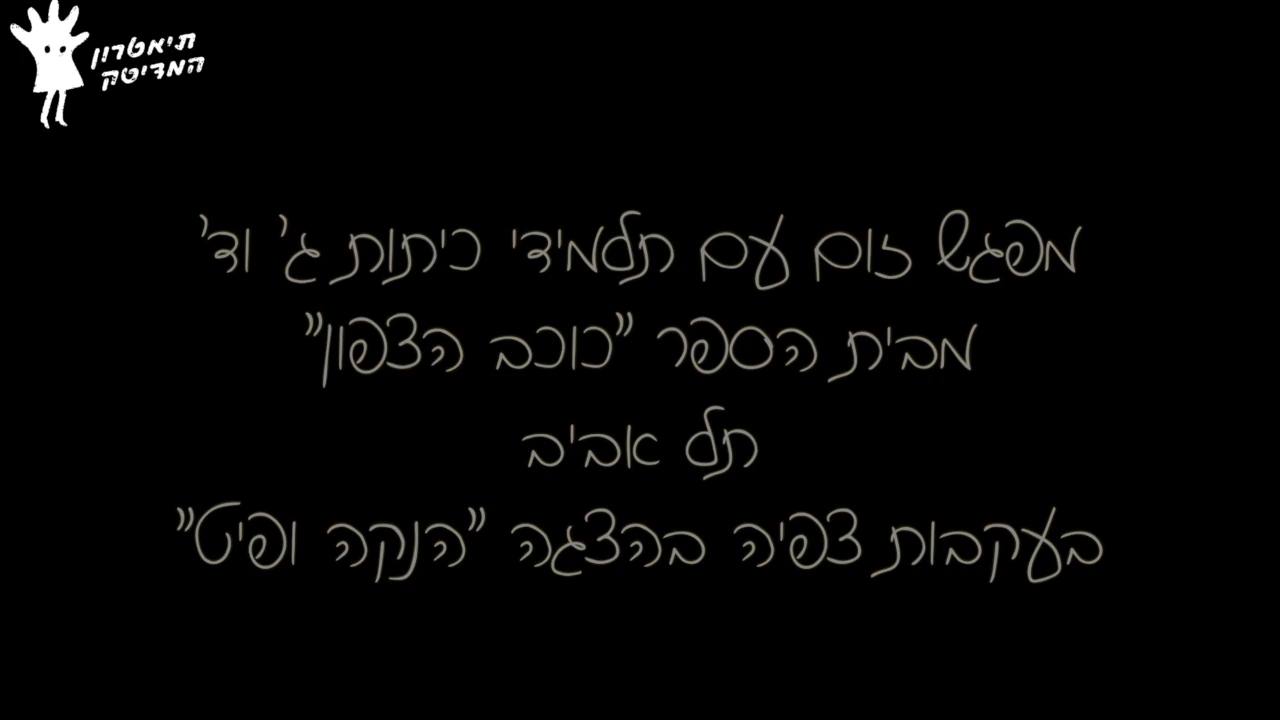 תיאטרון
המדיטק
מפגש זום עם תלמידי כיתות ג' וד'
מבית הספר "כוכב הצפון"
תל אביב
בעקבות צפיה בהצגה "הנקה ופיט"